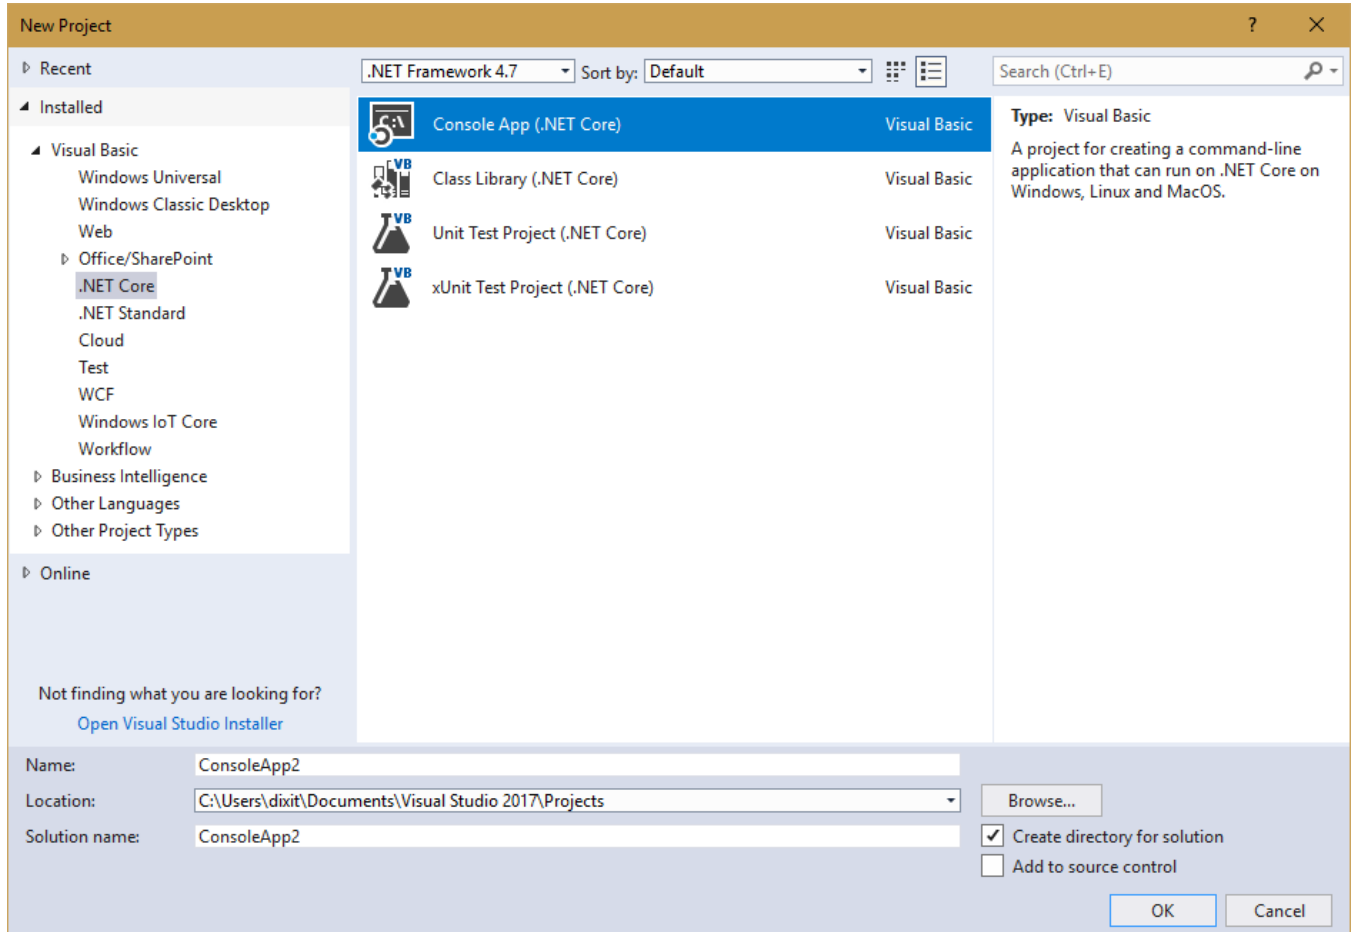 New Project
?
Recent
.NET Framework 4.7
Sort by: Default
Search (Ctrl+E)
Installed
Visual Basic
Windows Universal
Windows Classic Desktop
Web
Office/SharePoint
.NET Core
.NET Standard
Cloud
Test
WCF
Windows IoT Core
Workflow
Business Intelligence
Other Languages
Other Project Types
Online
Not finding what you are looking for?
Open Visual Studio Installer
C:\
Console App (.NET Core) Visual Basic
VB
Class Library (.NET Core) Visual Basic
VB
Unit Test Project (.NET Core) Visual Basic
VB
xUnit Test Project (.NET Core) Visual Basic
Type: Visual Basic
A project for creating a command-line
application that can run on .NET Core on
Windows, Linux and MacOS.
Name: ConsoleApp2
Location: C:\Users\dixit\Documents\Visual Studio 2017\Projects
Browse...
Solution name: ConsoleApp2
Create directory for solution
Add to source control
OK
Cancel